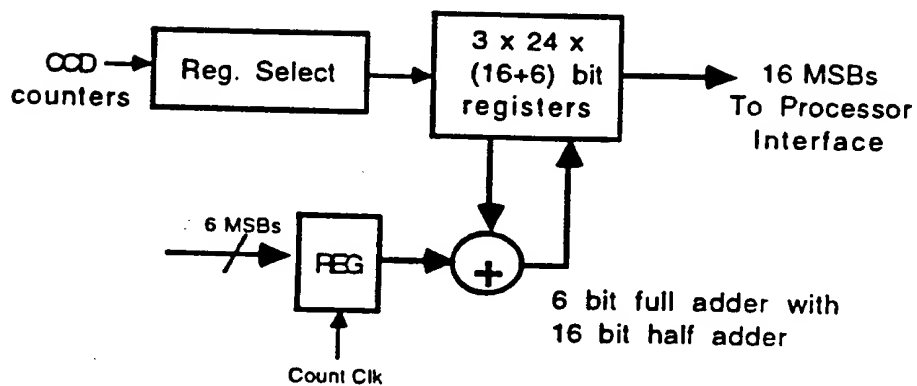 CCD
counters
Reg. Select
3 x 24 x
(16+6) bit
registers
16 MSBs
To Processor
Interface
6 MSBs
REG
+
6 bit full adder with
16 bit half adder
Count Clk